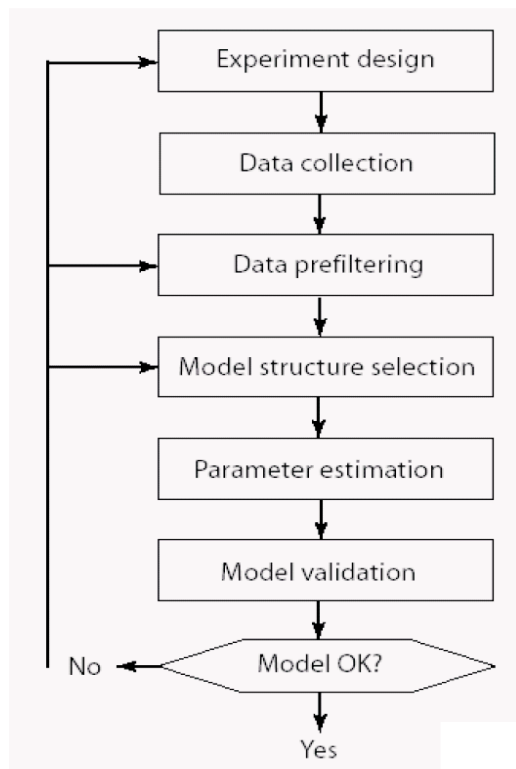 Experiment design
Data collection
Data prefiltering
Model structure selection
Parameter estimation
Model validation
Model OK?
No
Yes